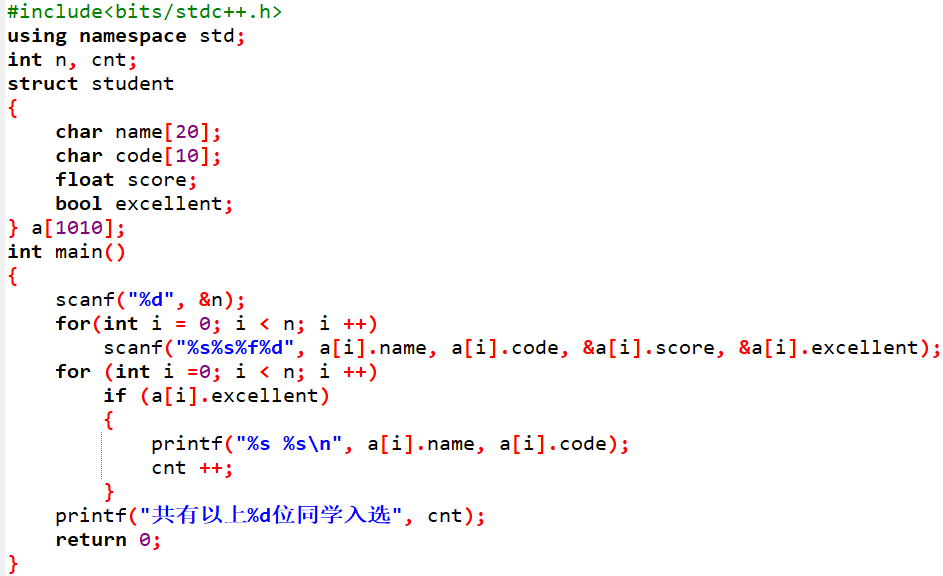 #include<bits/stdc++.h>
using namespace std;
int n, cnt;
struct student
{
    char name[20];
    char code[10];
    float score;
    bool excellent;
} a[1010];
int main()
{
    scanf("%d", &n);
    for(int i = 0; i < n; i ++)
        scanf("%s%s%f%d", a[i].name, a[i].code, &a[i].score, &a[i].excellent);
    for (int i =0; i < n; i ++)
        if (a[i].excellent)
        {
            printf("%s %s\n", a[i].name, a[i].code);
            cnt ++;
        }
    printf("共有以上%d位同学入选", cnt);
    return 0;
}